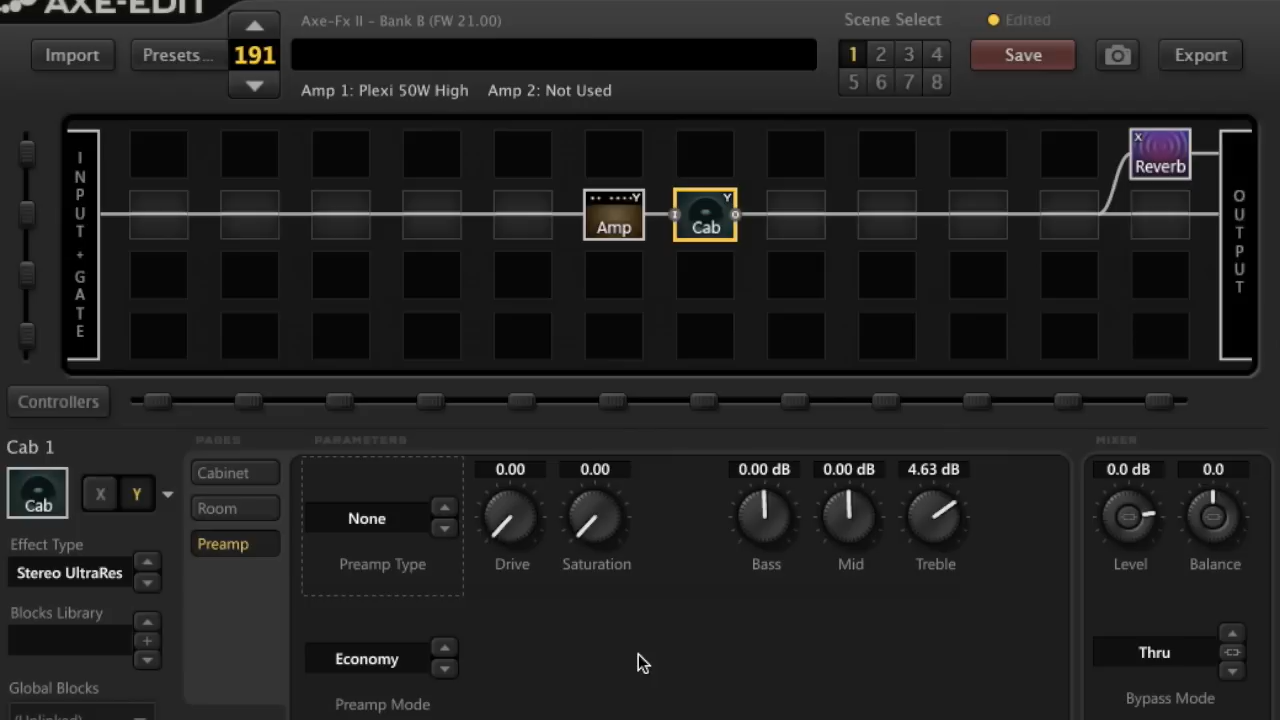 AXE-EDIT
Axe-Fx II – Bank B (FW 21.00)
Scene Select
Edited
Import
Presets...
191
1 2 3 4
5 6 7 8
Save
Export
Amp 1: Plexi 50W High Amp 2: Not Used
INPUT + GATE
X
Reverb
Y
Amp
Y
I
O
Cab
OUTPUT
Controllers
Cab 1
PAGES
PARAMETERS
MIXER
Cab
X
Y
Cabinet
Room
Preamp
None
Preamp Type
0.00
Drive
0.00
Saturation
0.00 dB
Bass
0.00 dB
Mid
4.63 dB
Treble
0.0 dB
Level
0.0
Balance
Effect Type
Stereo UltraRes
Blocks Library
Economy
Preamp Mode
Thru
Bypass Mode
Global Blocks
(Unlinked)